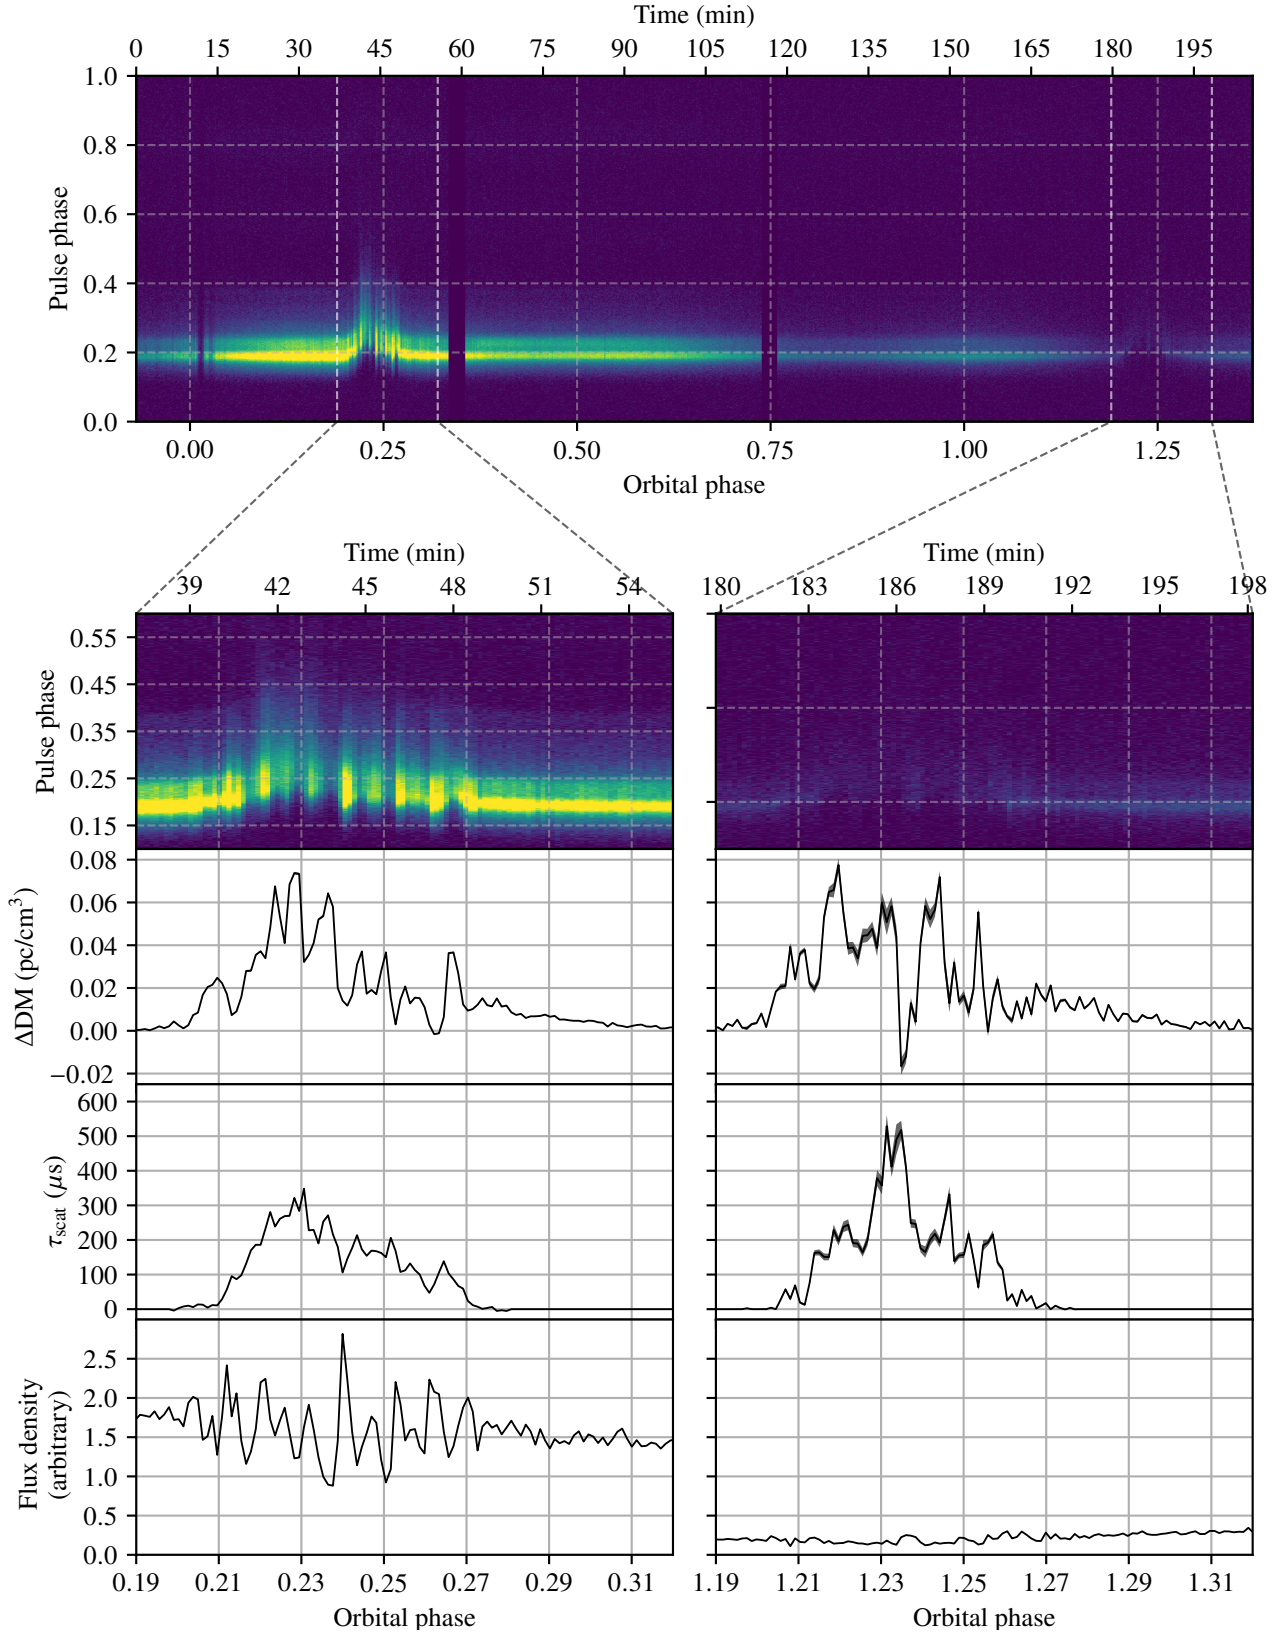 Time (min)
0 15 30 45 60 75 90 105 120 135 150 165 180 195
1.0
0.8
0.6
0.4
0.2
0.0
Pulse phase
0.00 0.25 0.50 0.75 1.00 1.25
Orbital phase
Time (min) Time (min)
39 42 45 48 51 54 180 183 186 189 192 195 198
0.55
0.45
0.35
0.25
0.15
Pulse phase
0.08
0.06
0.04
0.02
0.00
−0.02
ΔDM (pc/cm³)
600
500
400
300
200
100
0
τscat (μs)
2.5
2.0
1.5
1.0
0.5
0.0
Flux density
(arbitrary)
0.19 0.21 0.23 0.25 0.27 0.29 0.31 1.19 1.21 1.23 1.25 1.27 1.29 1.31
Orbital phase Orbital phase